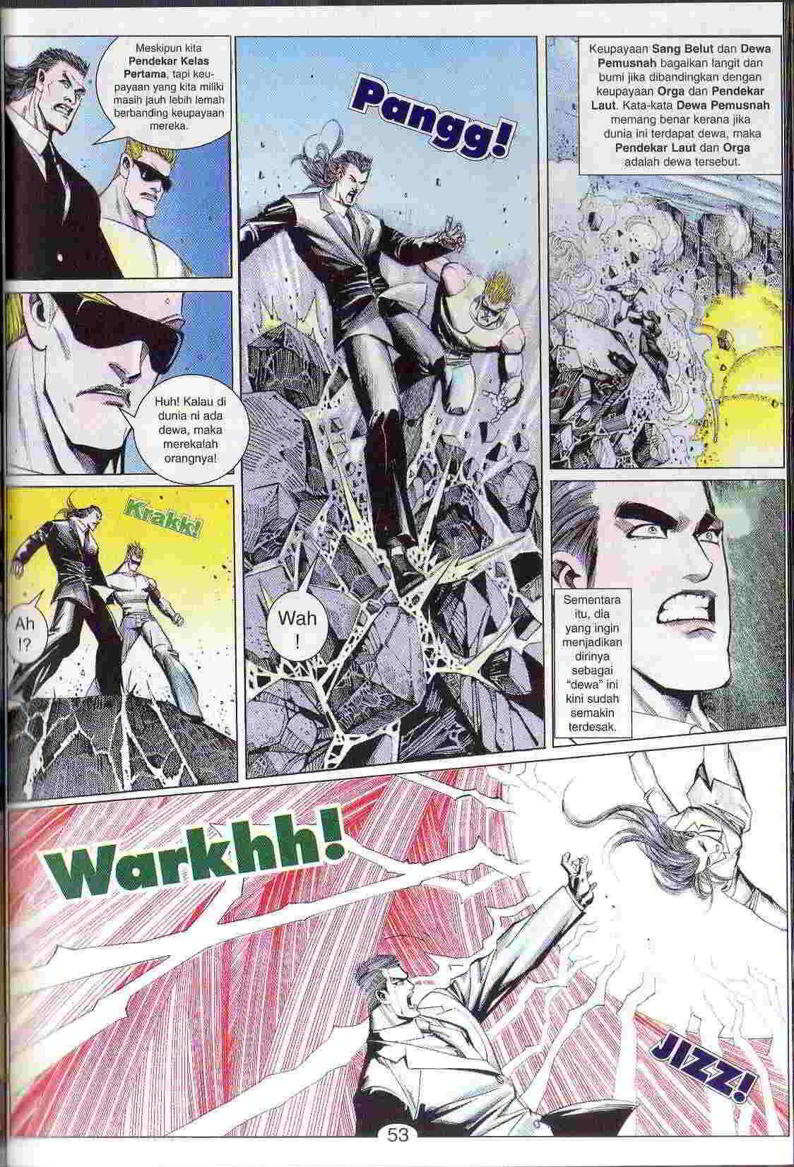 Meskipun kita
Pendekar Kelas
Pertama, tapi keu-
payaan yang kita miliki
masih jauh lebih lemah
berbanding keupayaan
mereka.
Huh! Kalau di
dunia ni ada
dewa, maka
merekalah
orangnya!
Krakk!
Ah
!?
Pangg!
Wah
!
Keupayaan Sang Belut dan Dewa
Pemusnah bagaikan langit dan
bumi jika dibandingkan dengan
keupayaan Orga dan Pendekar
Laut. Kata-kata Dewa Pemusnah
memang benar kerana jika
dunia ini terdapat dewa, maka
Pendekar Laut dan Orga
adalah dewa tersebut.
Sementara
itu, dia
yang ingin
menjadikan
dirinya
sebagai
“dewa” ini
kini sudah
semakin
terdesak.
Warkhh!
JIZZ!
53